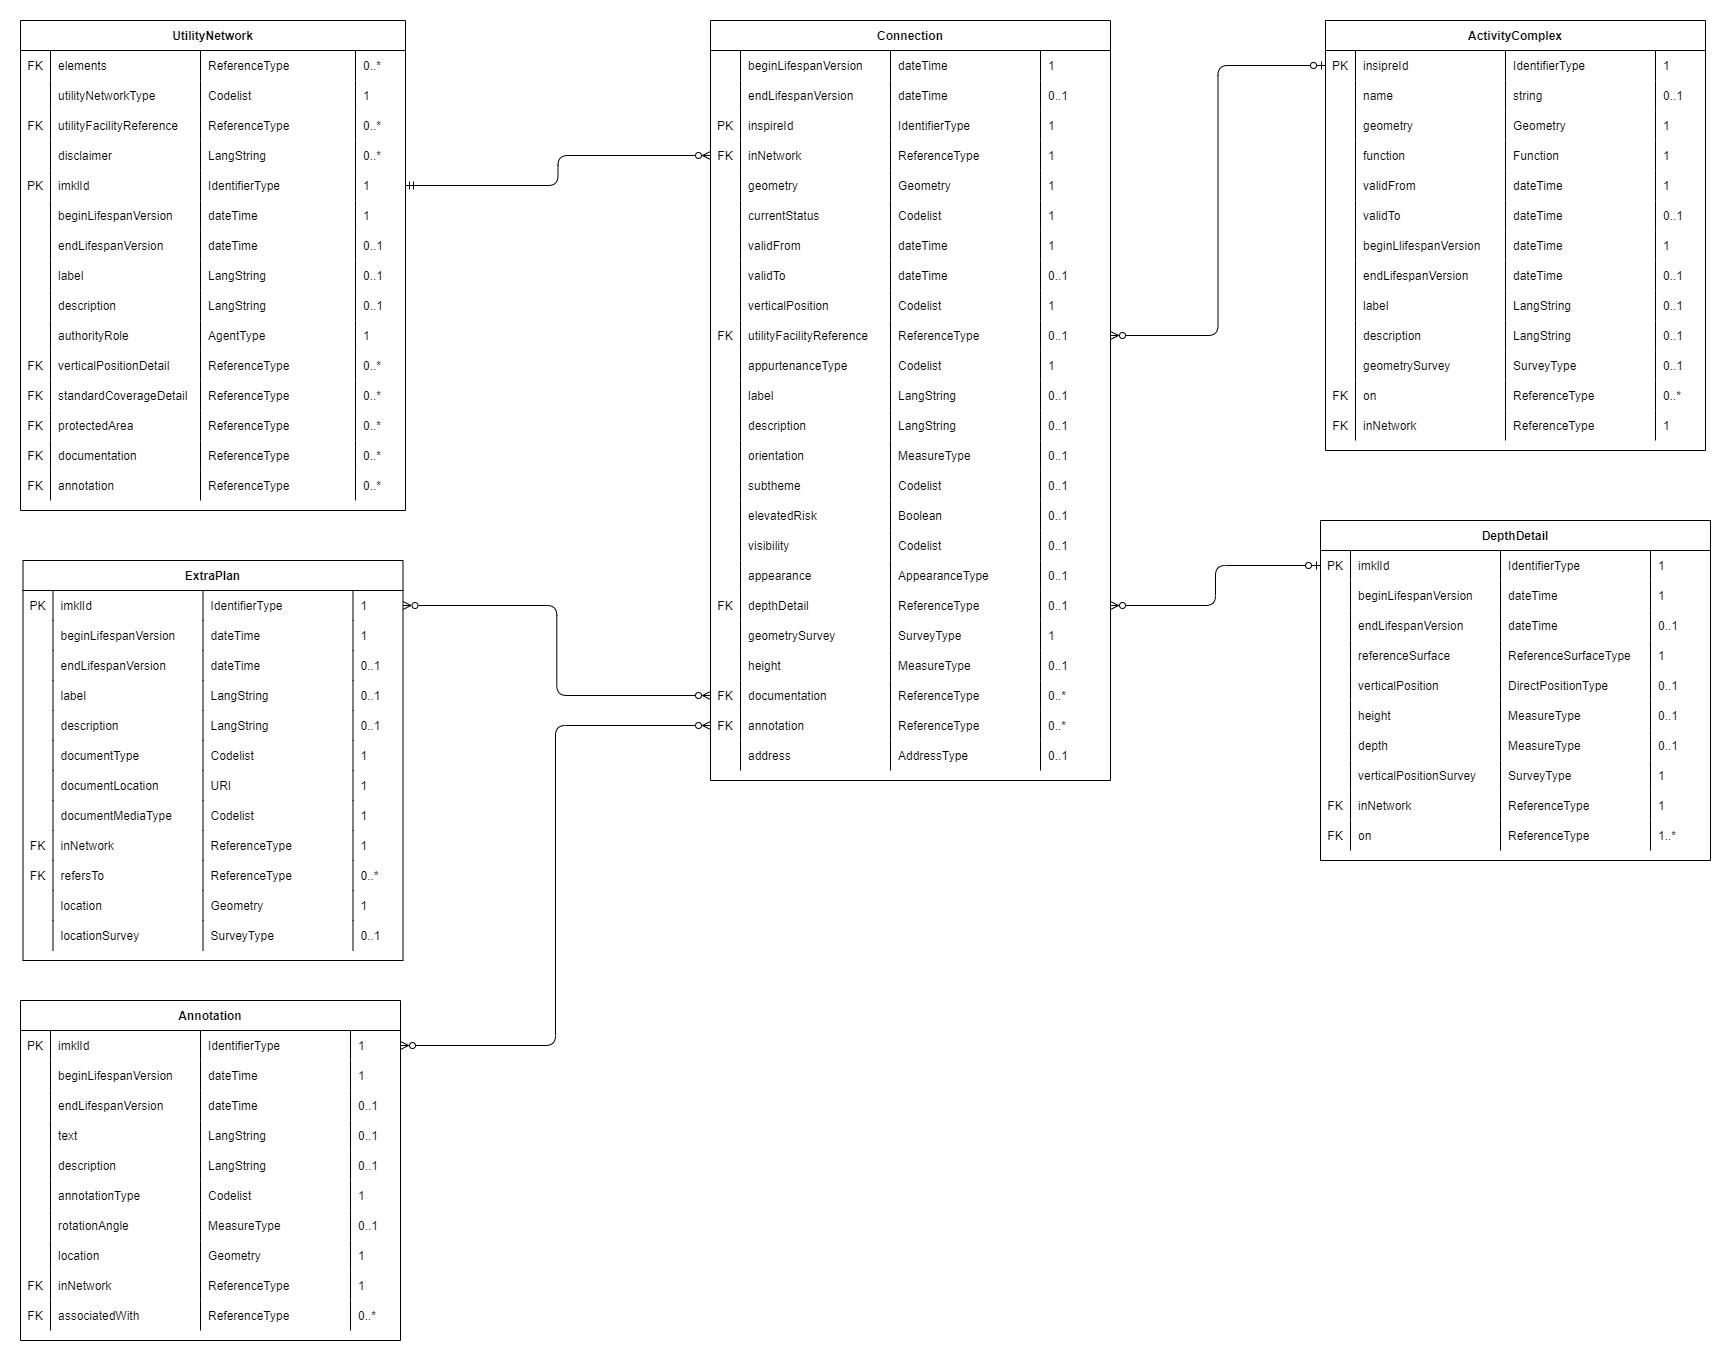 UtilityNetwork
FK elements ReferenceType 0..*
utilityNetworkType Codelist 1
FK utilityFacilityReference ReferenceType 0..*
disclaimer LangString 0..*
PK imklId IdentifierType 1
beginLifespanVersion dateTime 1
endLifespanVersion dateTime 0..1
label LangString 0..1
description LangString 0..1
authorityRole AgentType 1
FK verticalPositionDetail ReferenceType 0..*
FK standardCoverageDetail ReferenceType 0..*
FK protectedArea ReferenceType 0..*
FK documentation ReferenceType 0..*
FK annotation ReferenceType 0..*
ExtraPlan
PK imklId IdentifierType 1
beginLifespanVersion dateTime 1
endLifespanVersion dateTime 0..1
label LangString 0..1
description LangString 0..1
documentType Codelist 1
documentLocation URI 1
documentMediaType Codelist 1
FK inNetwork ReferenceType 1
FK refersTo ReferenceType 0..*
location Geometry 1
locationSurvey SurveyType 0..1
Annotation
PK imklId IdentifierType 1
beginLifespanVersion dateTime 1
endLifespanVersion dateTime 0..1
text LangString 0..1
description LangString 0..1
annotationType Codelist 1
rotationAngle MeasureType 0..1
location Geometry 1
FK inNetwork ReferenceType 1
FK associatedWith ReferenceType 0..*
Connection
beginLifespanVersion dateTime 1
endLifespanVersion dateTime 0..1
PK inspireId IdentifierType 1
FK inNetwork ReferenceType 1
geometry Geometry 1
currentStatus Codelist 1
validFrom dateTime 1
validTo dateTime 0..1
verticalPosition Codelist 1
FK utilityFacilityReference ReferenceType 0..1
appurtenanceType Codelist 1
label LangString 0..1
description LangString 0..1
orientation MeasureType 0..1
subtheme Codelist 0..1
elevatedRisk Boolean 0..1
visibility Codelist 0..1
appearance AppearanceType 0..1
FK depthDetail ReferenceType 0..1
geometrySurvey SurveyType 1
height MeasureType 0..1
FK documentation ReferenceType 0..*
FK annotation ReferenceType 0..*
address AddressType 0..1
ActivityComplex
PK insipreId IdentifierType 1
name string 0..1
geometry Geometry 1
function Function 1
validFrom dateTime 1
validTo dateTime 0..1
beginLlifespanVersion dateTime 1
endLifespanVersion dateTime 0..1
label LangString 0..1
description LangString 0..1
geometrySurvey SurveyType 0..1
FK on ReferenceType 0..*
FK inNetwork ReferenceType 1
DepthDetail
PK imklId IdentifierType 1
beginLifespanVersion dateTime 1
endLifespanVersion dateTime 0..1
referenceSurface ReferenceSurfaceType 1
verticalPosition DirectPositionType 0..1
height MeasureType 0..1
depth MeasureType 0..1
verticalPositionSurvey SurveyType 1
FK inNetwork ReferenceType 1
FK on ReferenceType 1..*